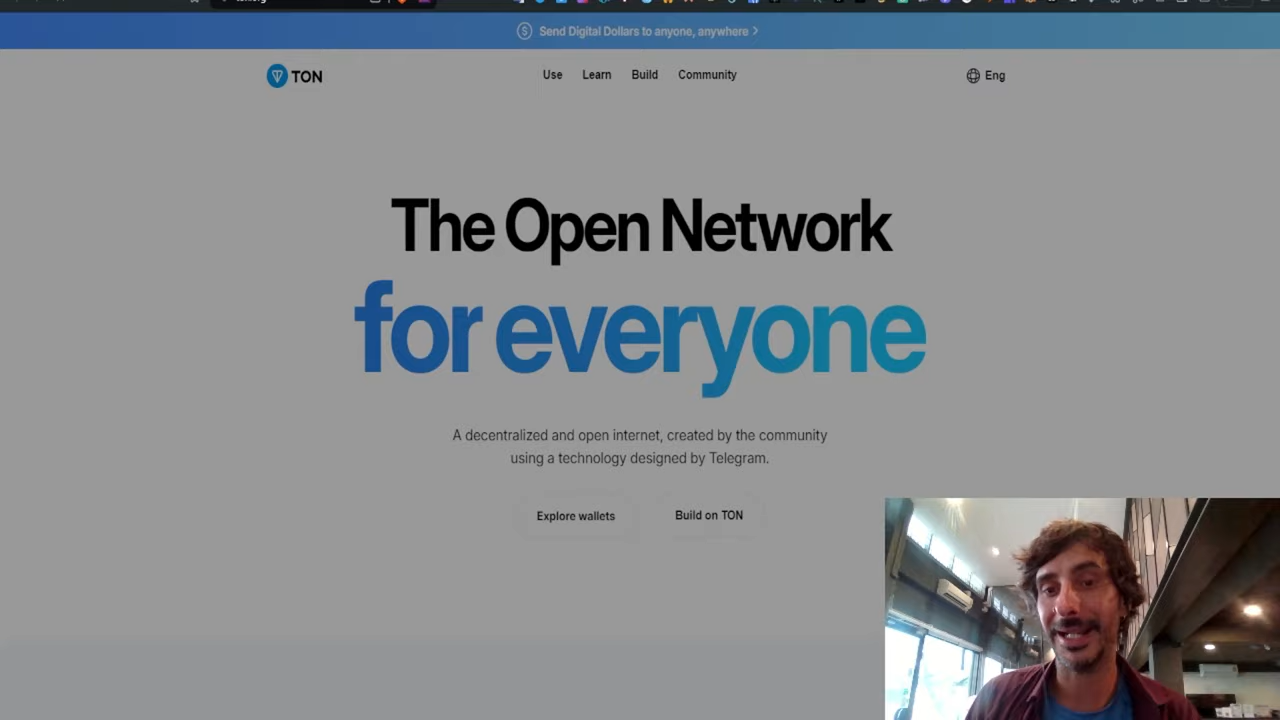 Send Digital Dollars to anyone, anywhere
TON
Use
Learn
Build
Community
Eng
The Open Network
for everyone
A decentralized and open internet, created by the community
using a technology designed by Telegram.
Explore wallets
Build on TON